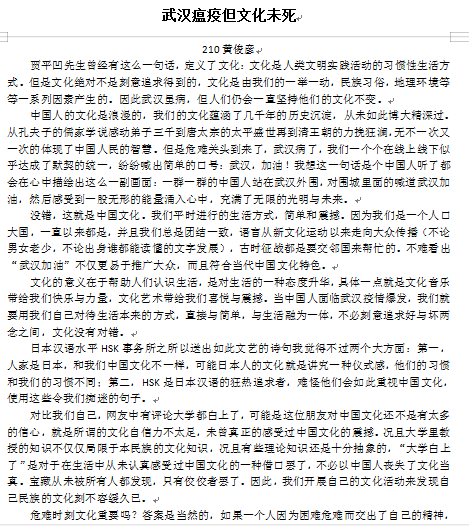 武汉瘟疫但文化未死
210 黄俊豪
贾平凹先生曾经有这么一句话，定义了文化：文化是人类文明实践活动的习惯性生活方
式。但是文化绝对不是刻意追求得到的，文化是由我们的一举一动，民族习俗，地理环境等
等一系列因素产生的。因此武汉里病，但人们仍会一直坚持他们的文化不变。
中国人的文化是浪漫的，我们的文化蕴涵了几千年的历史沉淀，从未如此博大精深过。
从孔夫子的儒家学说感动弟子三千到唐太宗的太平盛世再到清王朝的力挽狂澜，无不一次又
一次的体现了中国人民的智慧。但是危难关头到来了，武汉病了，我们一个个在线上线下似
乎达成了默契的统一，纷纷喊出简单的口号：武汉，加油！我想这一句话是个中国人听了都
会在心中描绘出这么一副画面：一群一群的中国人站在武汉外围，对围城里面的喊道武汉加
油，然后感受到一股无形的能量涌入心中，充满了无限的光明与未来。
没错，这就是中国文化。我们平时进行的生活方式，简单和震撼。因为我们是一个人口
大国，一直以来都是，并且我们总是团结一致，语言从新文化运动以来走向大众传播（不论
男女老少，不论出身谁都能读懂的文字发展），古时征战都是要交邻国来帮忙的。不难看出
“武汉加油”不仅更易于推广大众，而且符合当代中国文化特色。
文化的意义在于帮助人们认识生活，是对生活的一种态度升华，具体一点就是文化音乐
带给我们快乐与力量，文化艺术带给我们喜悦与震撼。当中国人面临武汉疫情爆发，我们就
要用我们自己对待生活本来的方式，直接与简单，与生活融为一体，不必刻意追求好与坏两
念之间，文化没有对错。
日本汉语水平 HSK 事务所之所以送出如此文艺的诗句我觉得不过两个大方面：第一，
人家是日本，和我们中国文化不一样，可能日本人的文化就是讲究一种仪式感，他们的习惯
和我们的习惯不同；第二，HSK 是日本汉语的狂热追求者，难怪他们会如此重视中国文化，
使用这些令我们痴迷的句子。
对比我们自己，网友中有评论大学都白上了，可能是这位朋友对中国文化还不是有太多
的信心，就是所谓的文化自信力不太足，未曾真正的感受过中国文化的震撼。况且大学里教
授的知识不仅仅局限于本民族的文化知识，况且有些理论知识还是十分抽象的，“大学白上
了”是对于在生活中从未认真感受过中国文化的一种借口罢了，不必以中国人丧失了文化当
真。宝藏从未被所有人都发现，只有佼佼者罢了。因此，我们开展自己的文化活动来发现自
己民族的文化刻不容缓久已。
危难时刻文化重要吗？答案是当然的，如果一个人因为困难危难而交出了自己的精神，